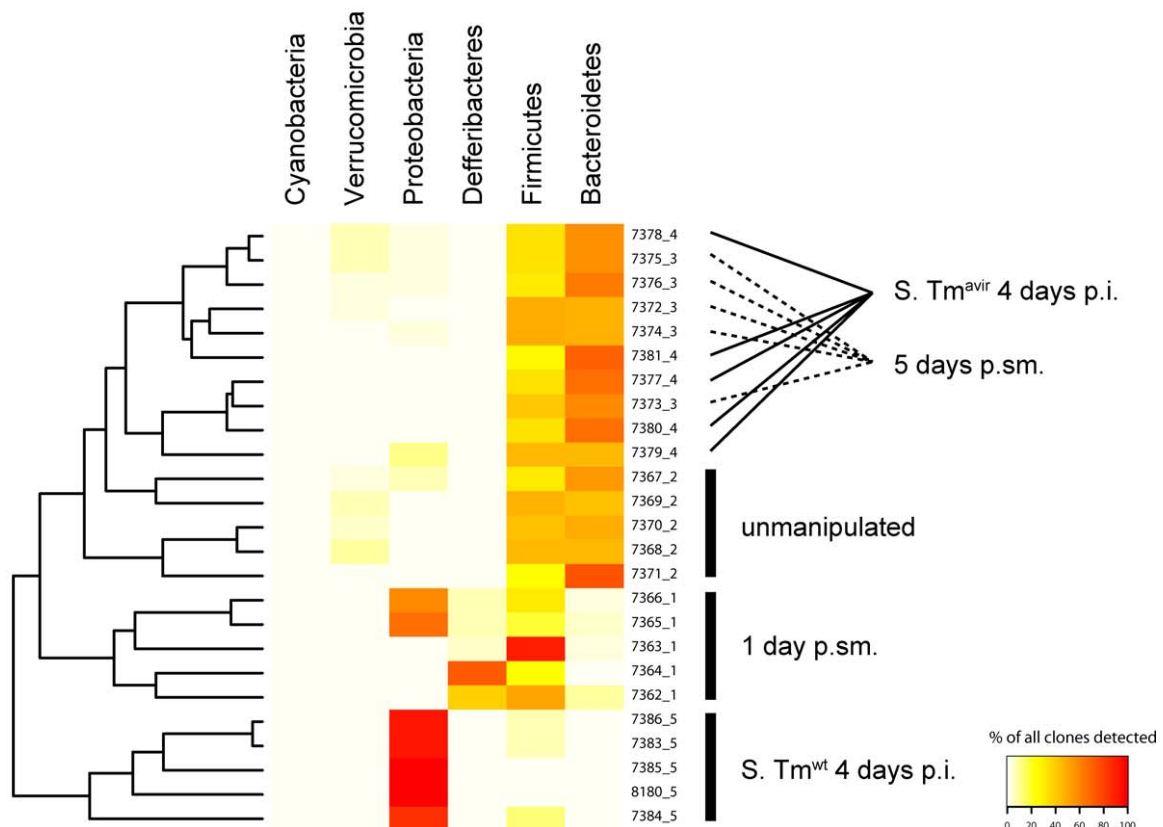 Cyanobacteria
Verrucomicrobia
Proteobacteria
Defferibacteres
Firmicutes
Bacteroidetes
7378_4
7375_3
7376_3
7372_3
7374_3
7381_4
7377_4
7373_3
7380_4
7379_4
7367_2
7369_2
7370_2
7368_2
7371_2
7366_1
7365_1
7363_1
7364_1
7362_1
7386_5
7383_5
7385_5
8180_5
7384_5
S. Tmavir 4 days p.i.
5 days p.sm.
unmanipulated
1 day p.sm.
S. Tmwt 4 days p.i.
% of all clones detected
0 20 40 60 80 100